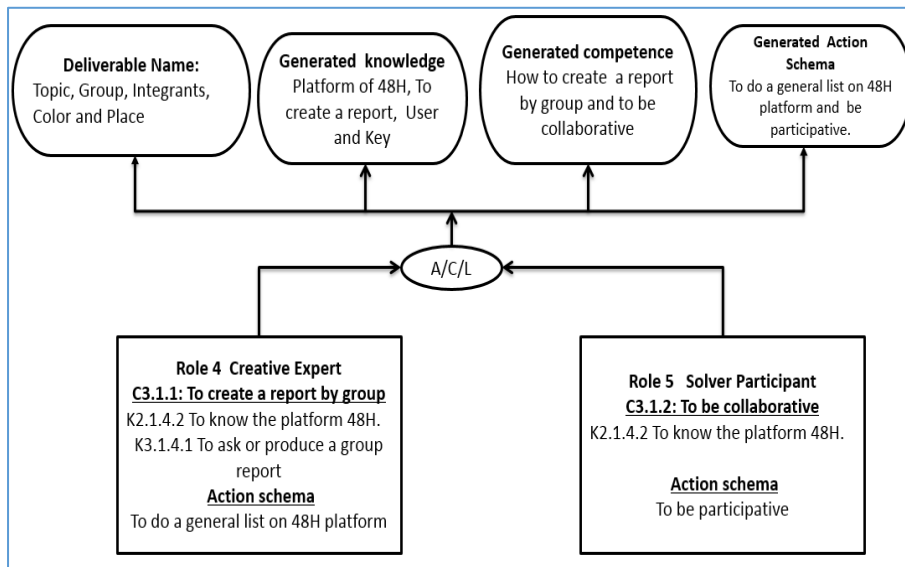 Deliverable Name:
Topic, Group, Integrants,
Color and Place
Generated knowledge
Platform of 48H, To
create a report, User
and Key
Generated competence
How to create a report
by group and to be
collaborative
Generated Action
Schema
To do a general list on 48H
platform and be
participative.
A/C/L
Role 4 Creative Expert
C3.1.1: To create a report by group
K2.1.4.2 To know the platform 48H.
K3.1.4.1 To ask or produce a group
report
Action schema
To do a general list on 48H platform
Role 5 Solver Participant
C3.1.2: To be collaborative
K2.1.4.2 To know the platform 48H.
Action schema
To be participative